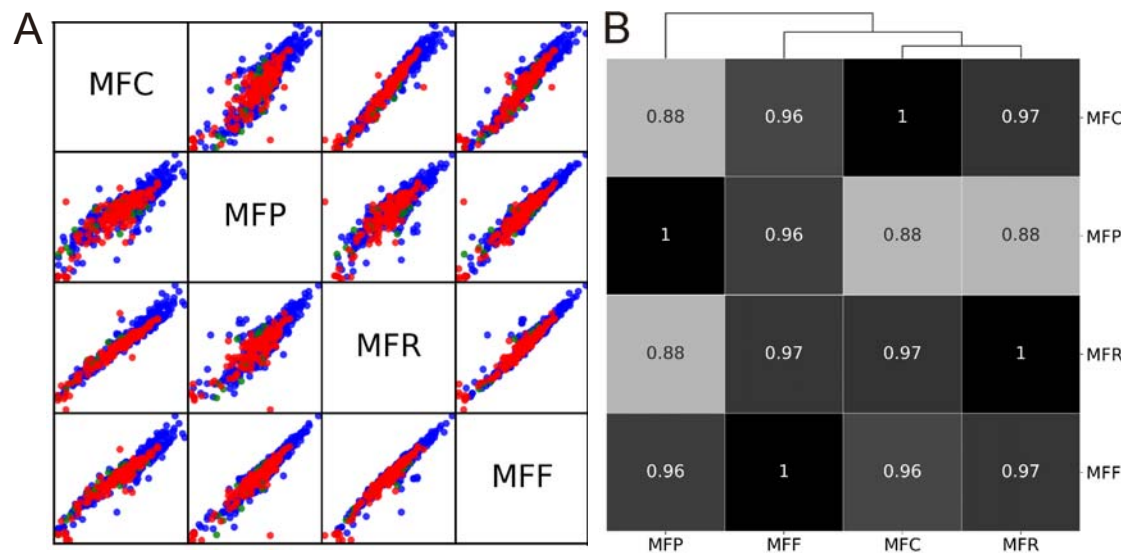 A
MFC
MFP
MFR
MFF
B
0.88 0.96 1 0.97 MFC
1 0.96 0.88 0.88 MFP
0.88 0.97 0.97 1 MFR
0.96 1 0.96 0.97 MFF
MFP MFF MFC MFR